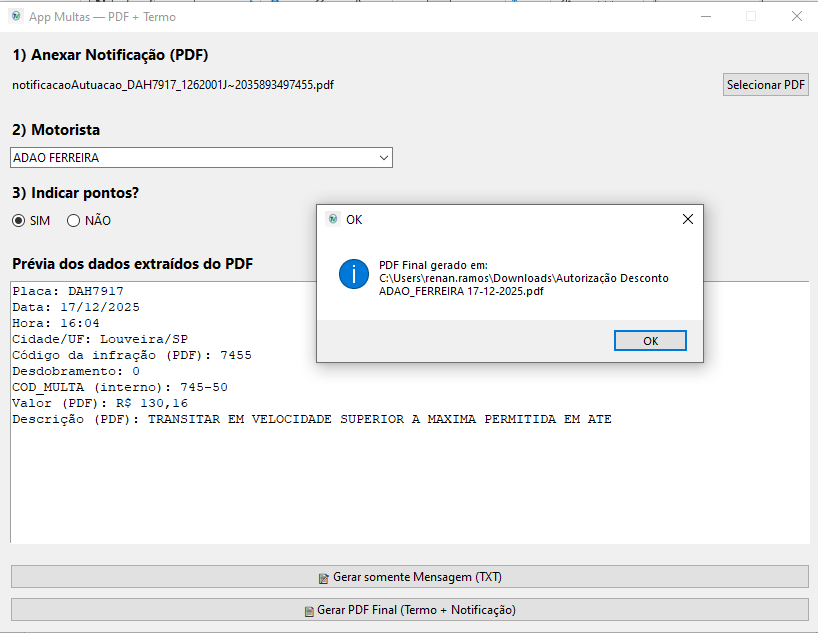 App Multas — PDF + Termo
1) Anexar Notificação (PDF)
notificacaoAutuacao_DAH7917_1262001J~2035893497455.pdf
Selecionar PDF
2) Motorista
ADAO FERREIRA
3) Indicar pontos?
SIM
NÃO
Prévia dos dados extraídos do PDF
Placa: DAH7917
Data: 17/12/2025
Hora: 16:04
Cidade/UF: Louveira/SP
Código da infração (PDF): 7455
Desdobramento: 0
COD_MULTA (interno): 745-50
Valor (PDF): R$ 130,16
Descrição (PDF): TRANSITAR EM VELOCIDADE SUPERIOR A MAXIMA PERMITIDA EM ATE
OK
PDF Final gerado em:
C:\Users\renan.ramos\Downloads\Autorização Desconto
ADAO_FERREIRA 17-12-2025.pdf
OK
Gerar somente Mensagem (TXT)
Gerar PDF Final (Termo + Notificação)